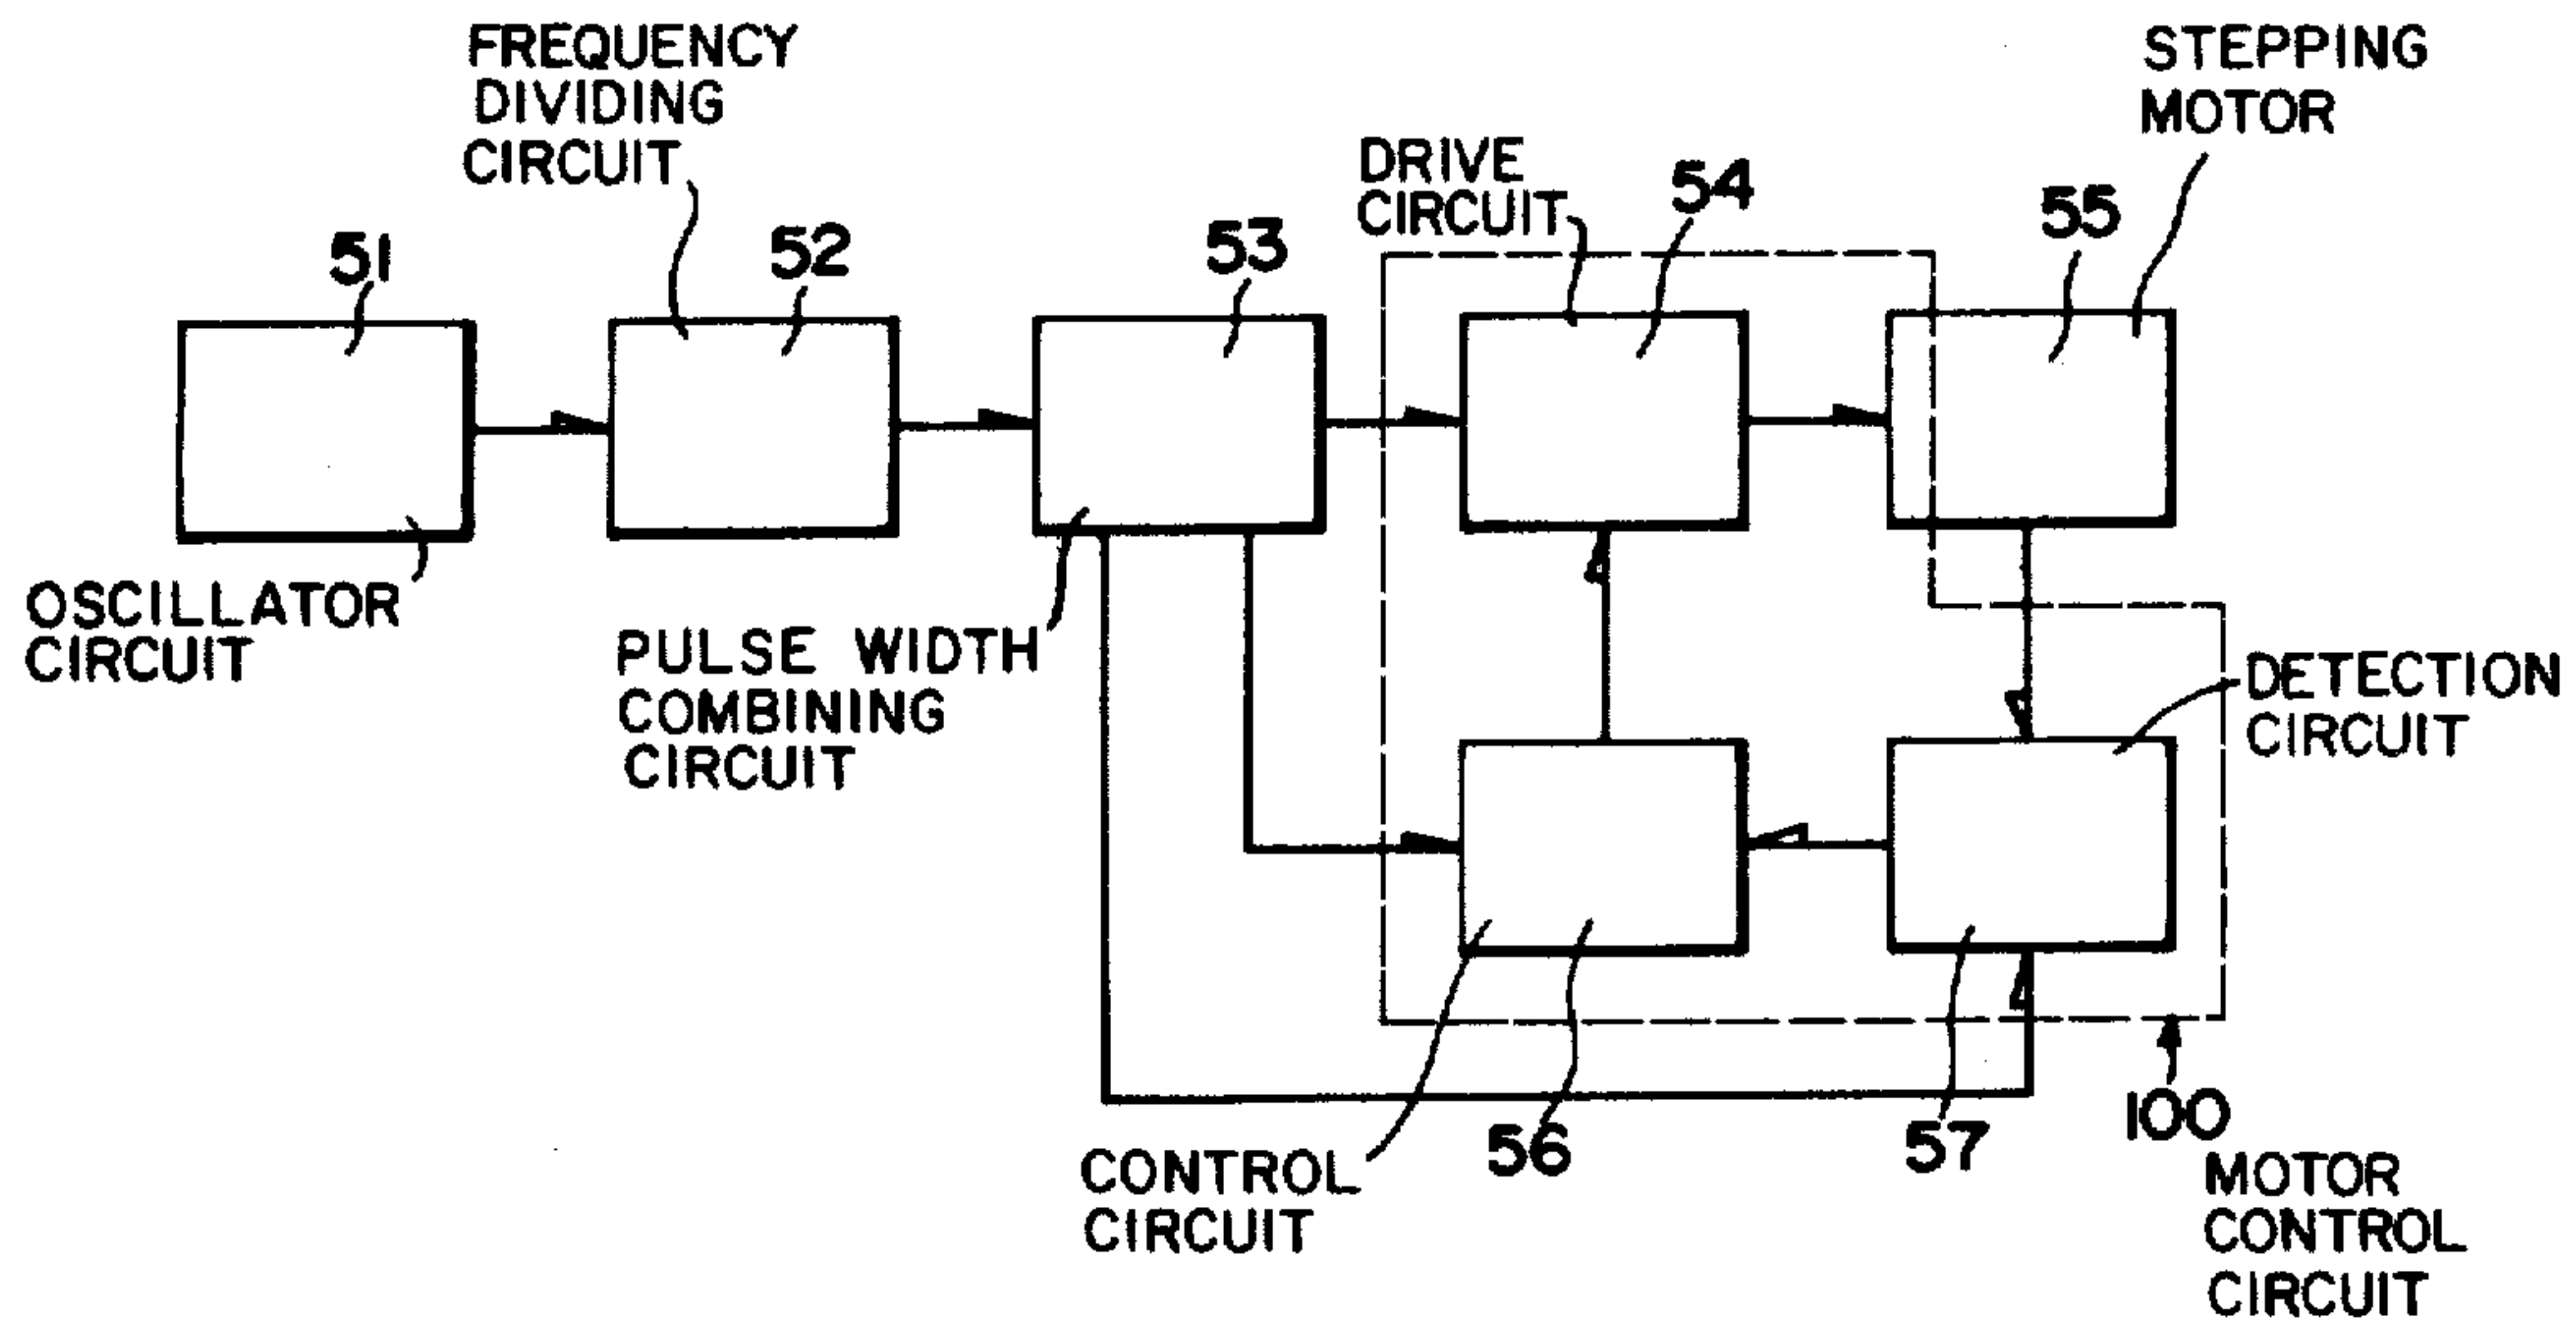 FREQUENCY
DIVIDING
CIRCUIT
STEPPING
MOTOR
DRIVE
CIRCUIT
51
52
53
54
55
OSCILLATOR
CIRCUIT
PULSE WIDTH
COMBINING
CIRCUIT
DETECTION
CIRCUIT
CONTROL
CIRCUIT
56
57
100
MOTOR
CONTROL
CIRCUIT